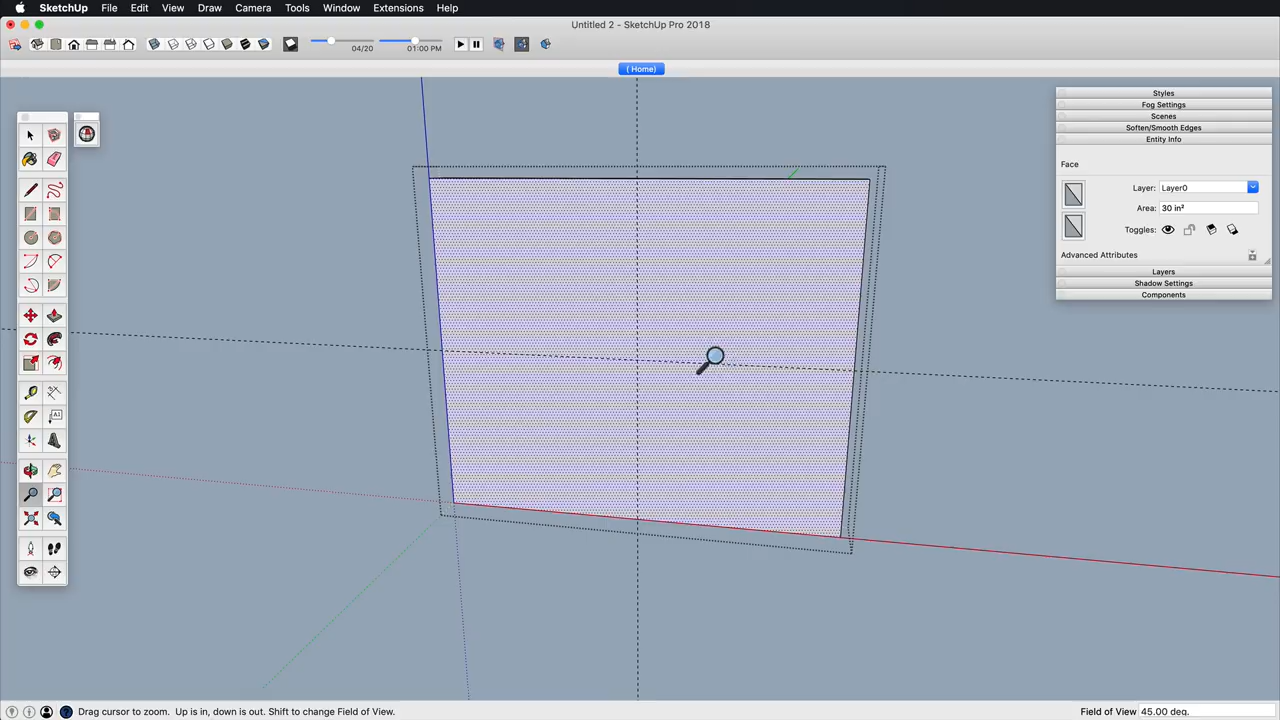 SketchUp File Edit View Draw Camera Tools Window Extensions Help
Untitled 2 - SketchUp Pro 2018
04/20 01:00 PM
( Home)
Styles
Fog Settings
Scenes
Soften/Smooth Edges
Entity Info
Face
Layer: Layer0
Area: 30 in²
Toggles:
Advanced Attributes
Layers
Shadow Settings
Components
Drag cursor to zoom. Up is in, down is out. Shift to change Field of View.
Field of View 45.00 deg.